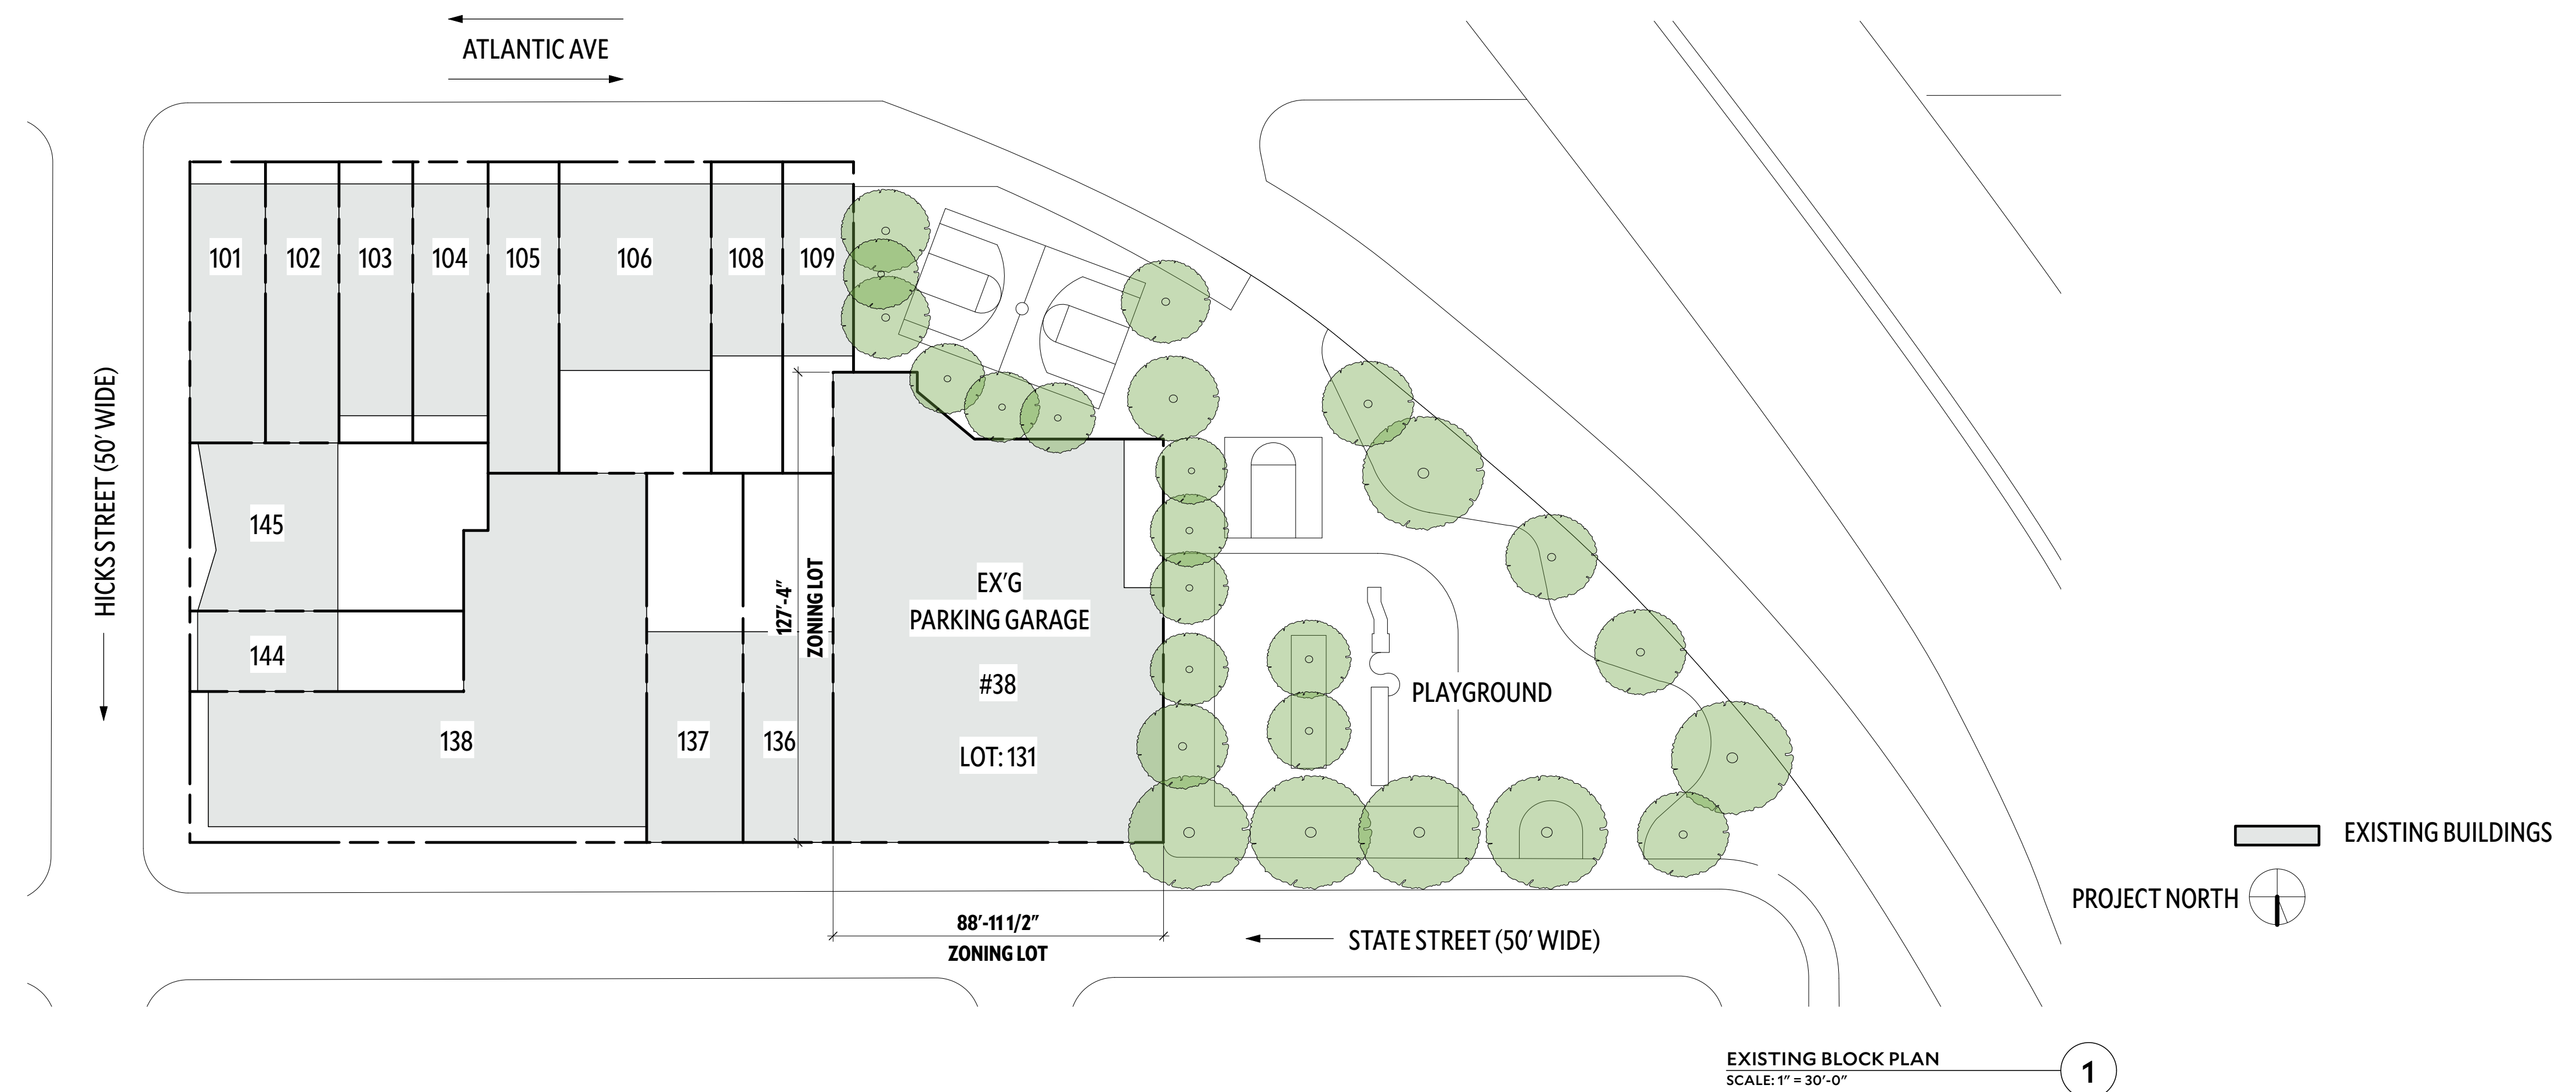 ATLANTIC AVE
101
102
103
104
105
106
108
109
HICKS STREET (50' WIDE)
145
144
138
137
136
127'-4"
ZONING LOT
EX'G
PARKING GARAGE
#38
LOT: 131
PLAYGROUND
88'-11 1/2"
ZONING LOT
STATE STREET (50' WIDE)
EXISTING BUILDINGS
PROJECT NORTH
EXISTING BLOCK PLAN
SCALE: 1" = 30'-0"
1